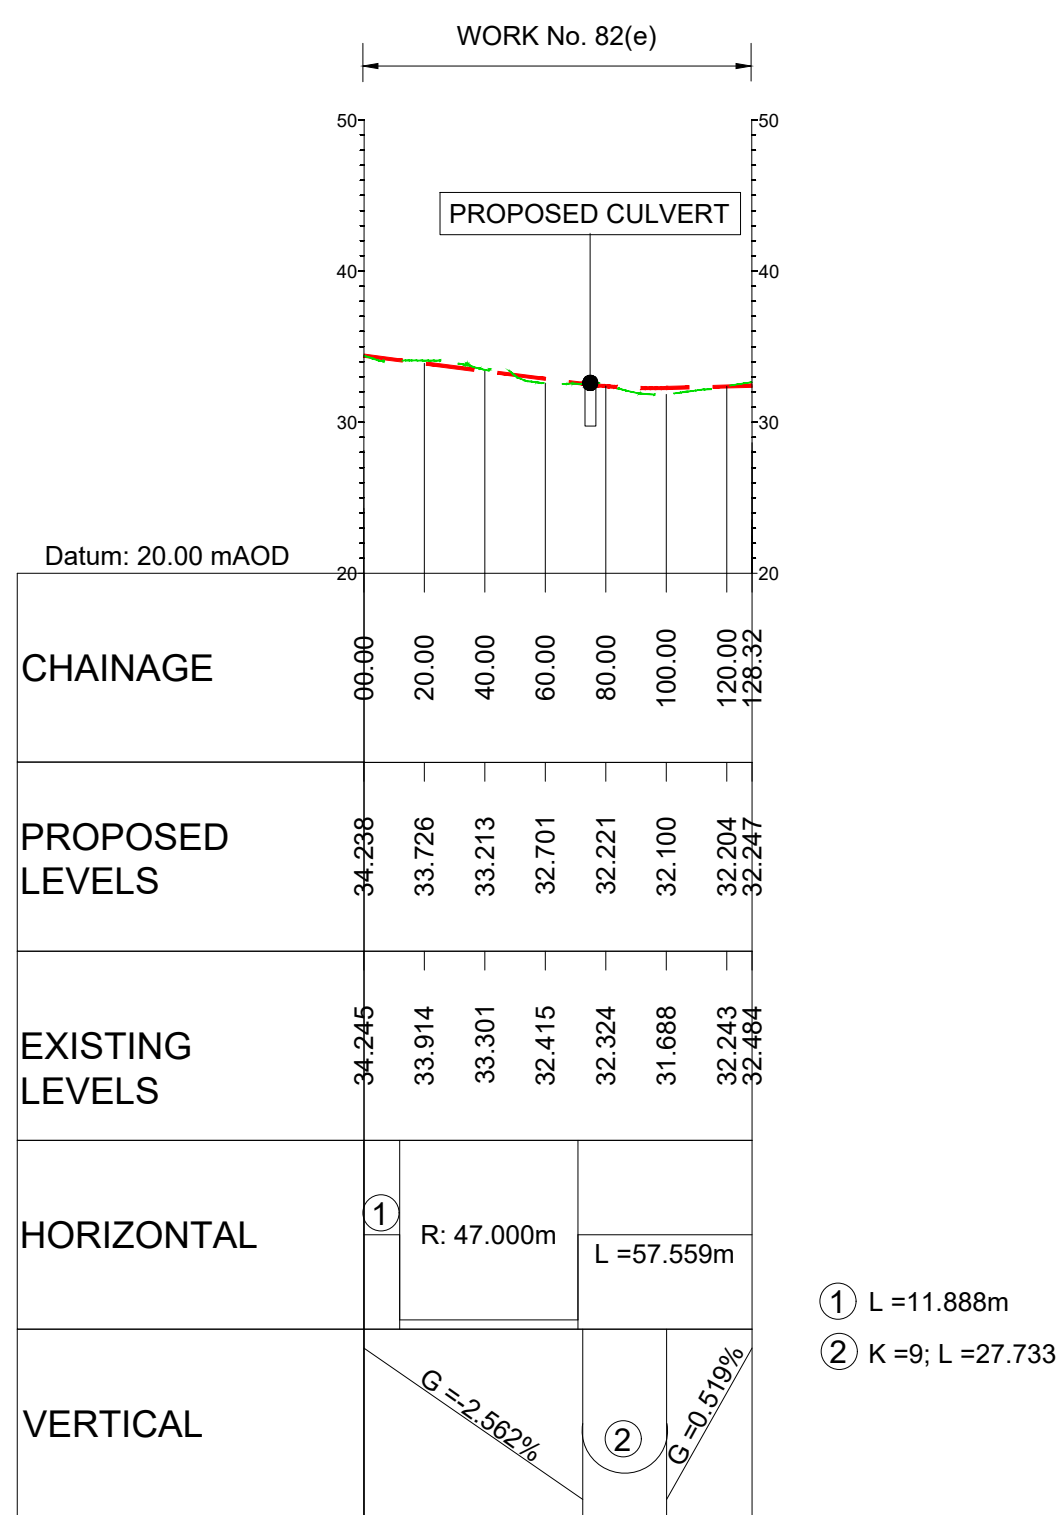 WORK No. 82(e)
50 50
PROPOSED CULVERT
40 40
30 30
Datum: 20.00 mAOD
20 20
CHAINAGE 00.00 20.00 40.00 60.00 80.00 100.00 120.00 128.32
PROPOSED
LEVELS
34.238 33.726 33.213 32.701 32.221 32.100 32.204 32.247
EXISTING
LEVELS
34.245 33.914 33.301 32.415 32.324 31.688 32.243 32.484
HORIZONTAL 1 R: 47.000m L =57.559m
1 L =11.888m
2 K =9; L =27.733
VERTICAL G =-2.562% 2 G =0.519%